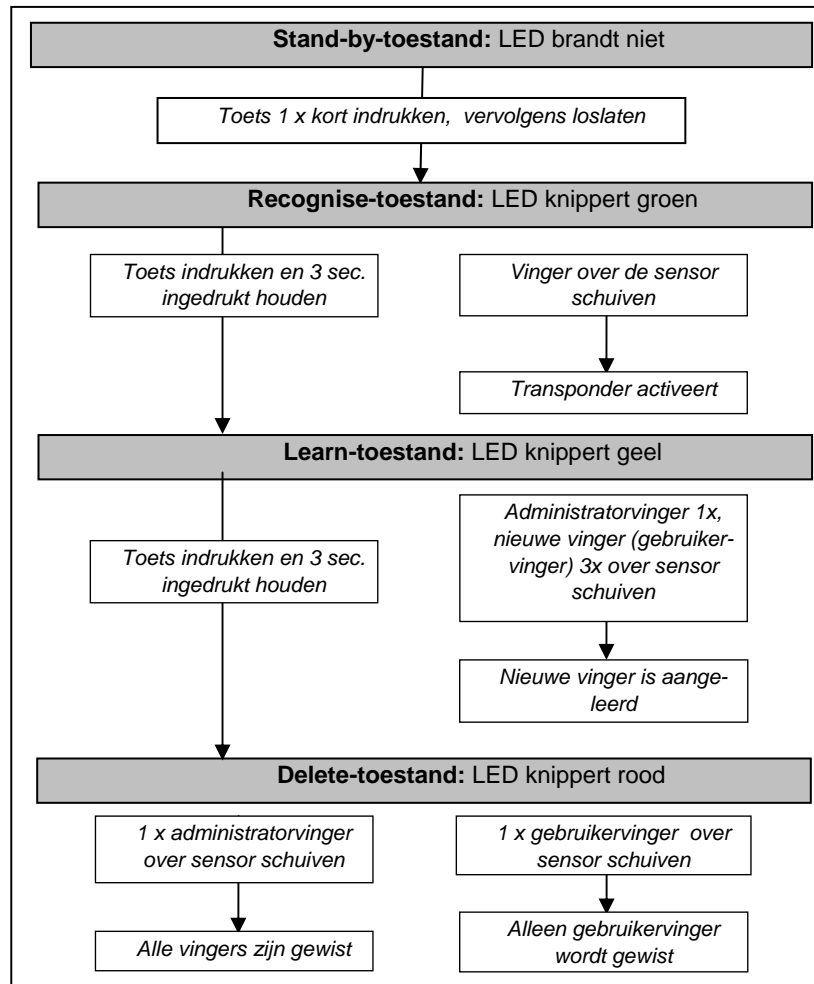 Stand-by-toestand: LED brandt niet
Toets 1 x kort indrukken, vervolgens loslaten
Recognise-toestand: LED knippert groen
Toets indrukken en 3 sec.
ingedrukt houden
Vinger over de sensor
schuiven
Transponder activeert
Learn-toestand: LED knippert geel
Toets indrukken en 3 sec.
ingedrukt houden
Administratorvinger 1x,
nieuwe vinger (gebruiker-
vinger) 3x over sensor
schuiven
Nieuwe vinger is aange-
leerd
Delete-toestand: LED knippert rood
1 x administratorvinger
over sensor schuiven
1 x gebruikervinger over
sensor schuiven
Alle vingers zijn gewist
Alleen gebruikervinger
wordt gewist